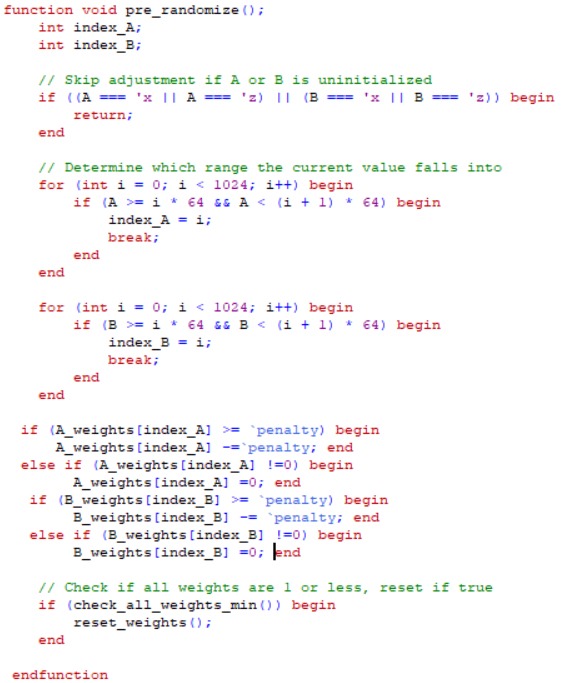 function void pre_randomize();
int index_A;
int index_B;
// Skip adjustment if A or B is uninitialized
if ((A === 'x || A === 'z) || (B === 'x || B === 'z)) begin
return;
end
// Determine which range the current value falls into
for (int i = 0; i < 1024; i++) begin
if (A >= i * 64 && A < (i + 1) * 64) begin
index_A = i;
break;
end
end
for (int i = 0; i < 1024; i++) begin
if (B >= i * 64 && B < (i + 1) * 64) begin
index_B = i;
break;
end
end
if (A_weights[index_A] >= `penalty) begin
A_weights[index_A] -=`penalty; end
else if (A_weights[index_A] !=0) begin
A_weights[index_A] =0; end
if (B_weights[index_B] >= `penalty) begin
B_weights[index_B] -= `penalty; end
else if (B_weights[index_B] !=0) begin
B_weights[index_B] =0; end
// Check if all weights are 1 or less, reset if true
if (check_all_weights_min()) begin
reset_weights();
end
endfunction